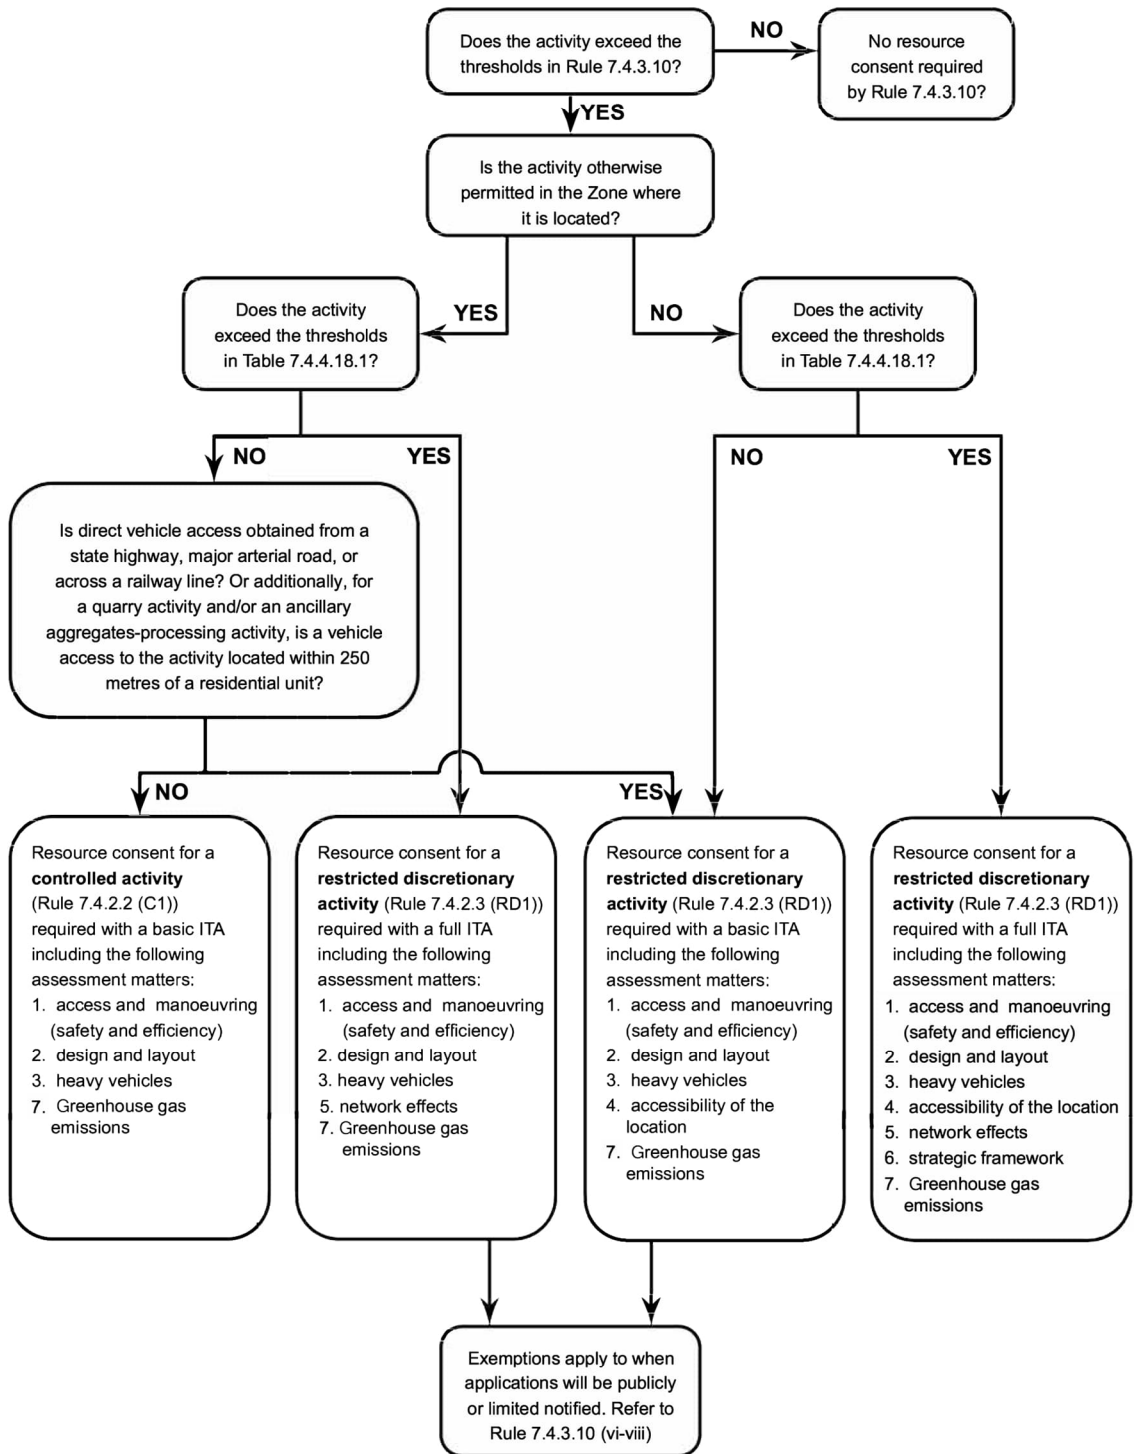 Does the activity exceed the
thresholds in Rule 7.4.3.10?
NO
No resource
consent required
by Rule 7.4.3.10?
YES
Is the activity otherwise
permitted in the Zone where
it is located?
YES
NO
Does the activity
exceed the thresholds
in Table 7.4.4.18.1?
Does the activity
exceed the thresholds
in Table 7.4.4.18.1?
NO
YES
NO
YES
Is direct vehicle access obtained from a
state highway, major arterial road, or
across a railway line? Or additionally, for
a quarry activity and/or an ancillary
aggregates-processing activity, is a vehicle
access to the activity located within 250
metres of a residential unit?
NO
YES
Resource consent for a
controlled activity
(Rule 7.4.2.2 (C1))
required with a basic ITA
including the following
assessment matters:
1. access and manoeuvring
(safety and efficiency)
2. design and layout
3. heavy vehicles
7. Greenhouse gas
emissions
Resource consent for a
restricted discretionary
activity (Rule 7.4.2.3 (RD1))
required with a full ITA
including the following
assessment matters:
1. access and manoeuvring
(safety and efficiency)
2. design and layout
3. heavy vehicles
5. network effects
7. Greenhouse gas
emissions
Resource consent for a
restricted discretionary
activity (Rule 7.4.2.3 (RD1))
required with a basic ITA
including the following
assessment matters:
1. access and manoeuvring
(safety and efficiency)
2. design and layout
3. heavy vehicles
4. accessibility of the
location
7. Greenhouse gas
emissions
Resource consent for a
restricted discretionary
activity (Rule 7.4.2.3 (RD1))
required with a full ITA
including the following
assessment matters:
1. access and manoeuvring
(safety and efficiency)
2. design and layout
3. heavy vehicles
4. accessibility of the location
5. network effects
6. strategic framework
7. Greenhouse gas
emissions
Exemptions apply to when
applications will be publicly
or limited notified. Refer to
Rule 7.4.3.10 (vi-viii)